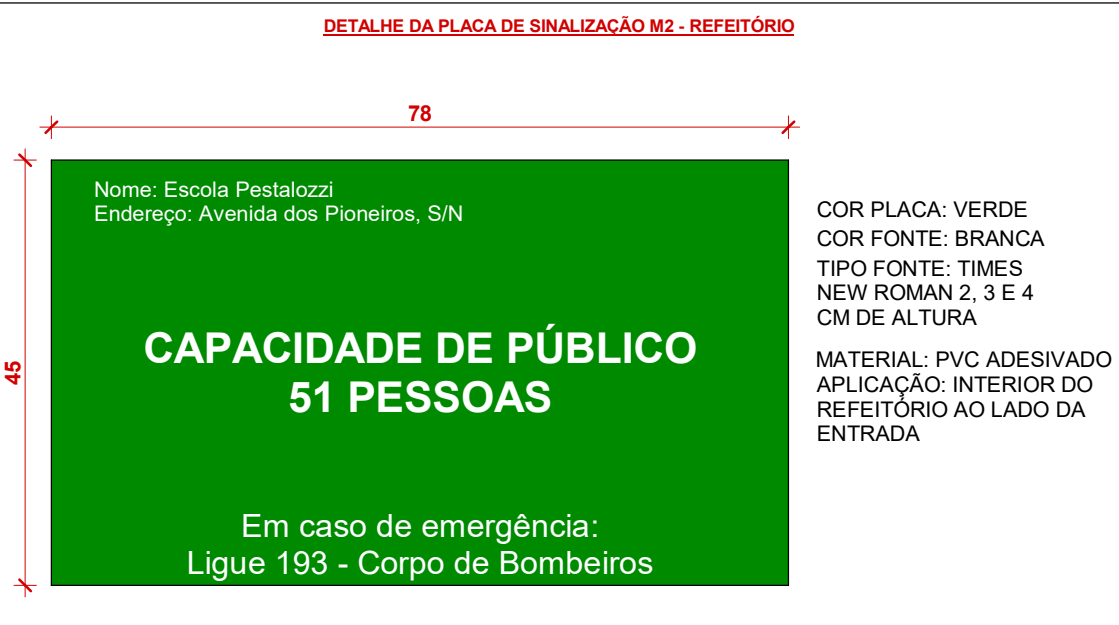 DETALHE DA PLACA DE SINALIZAÇÃO M2 - REFEITÓRIO
78
45
Nome: Escola Pestalozzi
Endereço: Avenida dos Pioneiros, S/N
CAPACIDADE DE PÚBLICO
51 PESSOAS
Em caso de emergência:
Ligue 193 - Corpo de Bombeiros
COR PLACA: VERDE
COR FONTE: BRANCA
TIPO FONTE: TIMES
NEW ROMAN 2, 3 E 4
CM DE ALTURA
MATERIAL: PVC ADESIVADO
APLICAÇÃO: INTERIOR DO
REFEITÓRIO AO LADO DA
ENTRADA